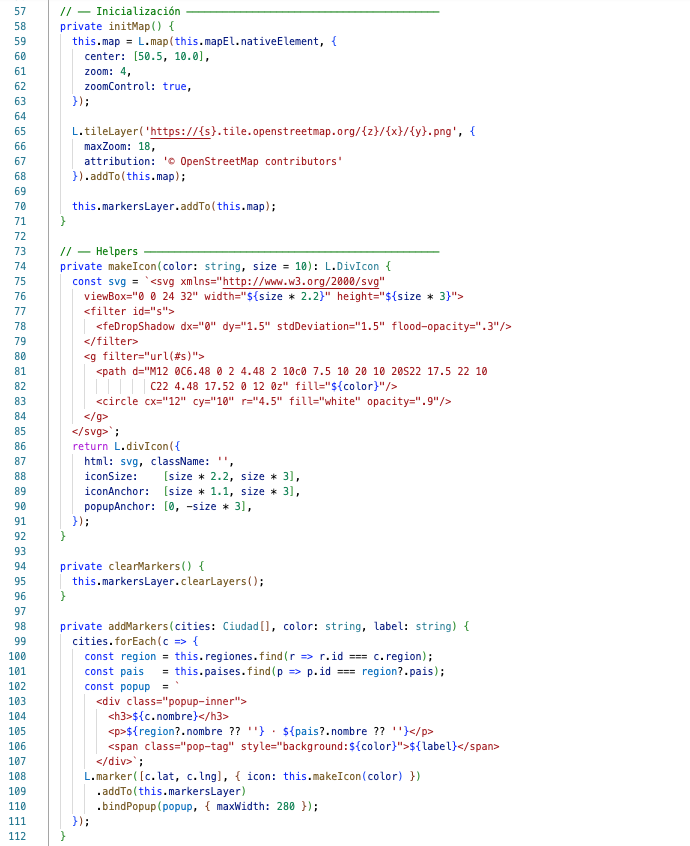 57 // —— Inicialización ——————————————————————————
58 private initMap() {
59 this.map = L.map(this.mapEl.nativeElement, {
60 center: [50.5, 10.0],
61 zoom: 4,
62 zoomControl: true,
63 });
64
65 L.tileLayer('https://{s}.tile.openstreetmap.org/{z}/{x}/{y}.png', {
66 maxZoom: 18,
67 attribution: '© OpenStreetMap contributors'
68 }).addTo(this.map);
69
70 this.markersLayer.addTo(this.map);
71 }
72
73 // —— Helpers ——————————————————————————————
74 private makeIcon(color: string, size = 10): L.DivIcon {
75 const svg = `<svg xmlns="http://www.w3.org/2000/svg"
76 viewBox="0 0 24 32" width="${size * 2.2}" height="${size * 3}">
77 <filter id="s">
78 <feDropShadow dx="0" dy="1.5" stdDeviation="1.5" flood-opacity=".3"/>
79 </filter>
80 <g filter="url(#s)">
81 <path d="M12 0C6.48 0 2 4.48 2 10c0 7.5 10 20 10 20S22 17.5 22 10
82 C22 4.48 17.52 0 12 0z" fill="${color}"/>
83 <circle cx="12" cy="10" r="4.5" fill="white" opacity=".9"/>
84 </g>
85 </svg>`;
86 return L.divIcon({
87 html: svg, className: '',
88 iconSize: [size * 2.2, size * 3],
89 iconAnchor: [size * 1.1, size * 3],
90 popupAnchor: [0, -size * 3],
91 });
92 }
93
94 private clearMarkers() {
95 this.markersLayer.clearLayers();
96 }
97
98 private addMarkers(cities: Ciudad[], color: string, label: string) {
99 cities.forEach(c => {
100 const region = this.regiones.find(r => r.id === c.region);
101 const pais = this.paises.find(p => p.id === region?.pais);
102 const popup = `
103 <div class="popup-inner">
104 <h3>${c.nombre}</h3>
105 <p>${region?.nombre ?? ''} · ${pais?.nombre ?? ''}</p>
106 <span class="pop-tag" style="background:${color}">${label}</span>
107 </div>`;
108 L.marker([c.lat, c.lng], { icon: this.makeIcon(color) })
109 .addTo(this.markersLayer)
110 .bindPopup(popup, { maxWidth: 280 });
111 });
112 }